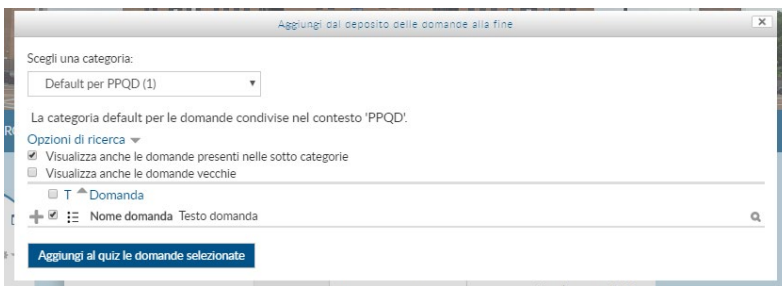 Aggiungi dal deposito delle domande alla fine
Scegli una categoria:
Default per PPQD (1)
La categoria default per le domande condivise nel contesto 'PPQD'.
Opzioni di ricerca
Visualizza anche le domande presenti nelle sotto categorie
Visualizza anche le domande vecchie
T Domanda
Nome domanda Testo domanda
Aggiungi al quiz le domande selezionate